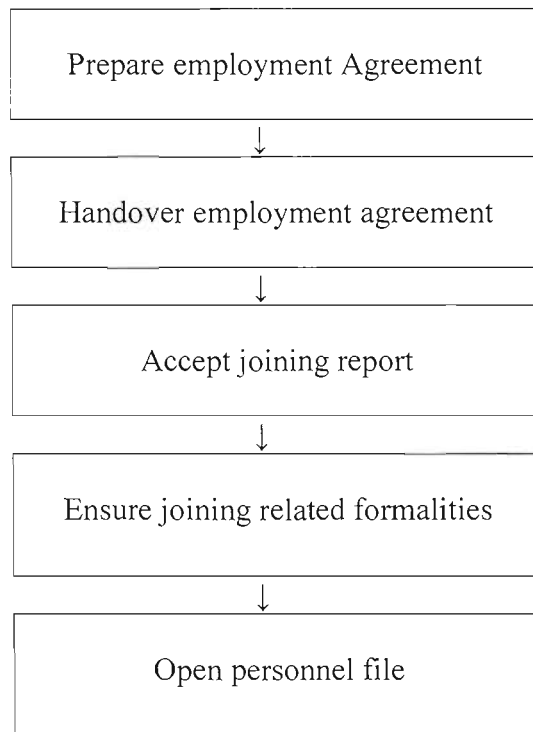 Prepare employment Agreement
↓
Handover employment agreement
↓
Accept joining report
↓
Ensure joining related formalities
↓
Open personnel file